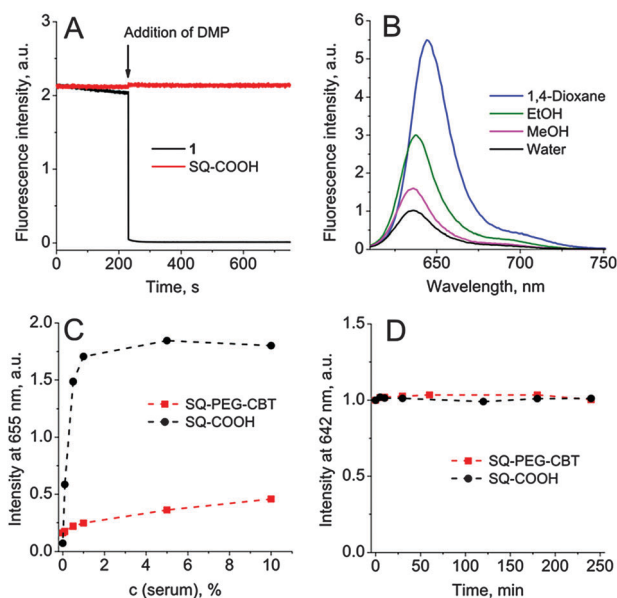 A
Addition of DMP
Fluorescence intensity, a.u.
3
2
1
0
1
SQ-COOH
0
200
400
600
Time, s
B
Fluorescence intensity, a.u.
6
5
4
3
2
1
0
1,4-Dioxane
EtOH
MeOH
Water
650
700
750
Wavelength, nm
C
Intensity at 655 nm, a.u.
2.0
1.5
1.0
0.5
0.0
SQ-PEG-CBT
SQ-COOH
0
2
4
6
8
10
c (serum), %
D
Intensity at 642 nm, a.u.
1.5
1.0
0.5
0.0
SQ-PEG-CBT
SQ-COOH
0
50
100
150
200
250
Time, min